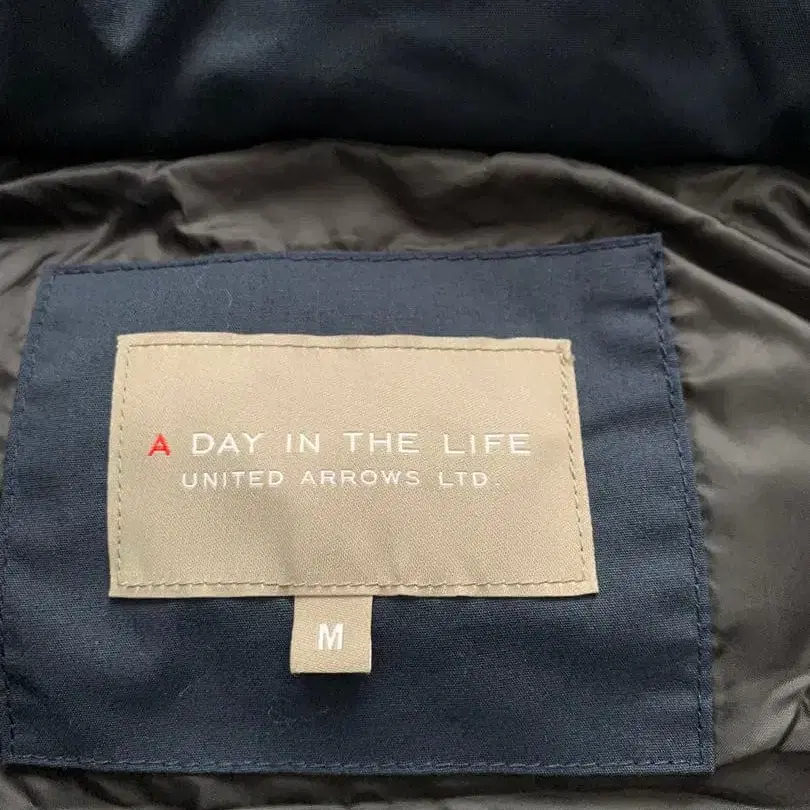 A DAY IN THE LIFE
UNITED ARROWS LTD.
M